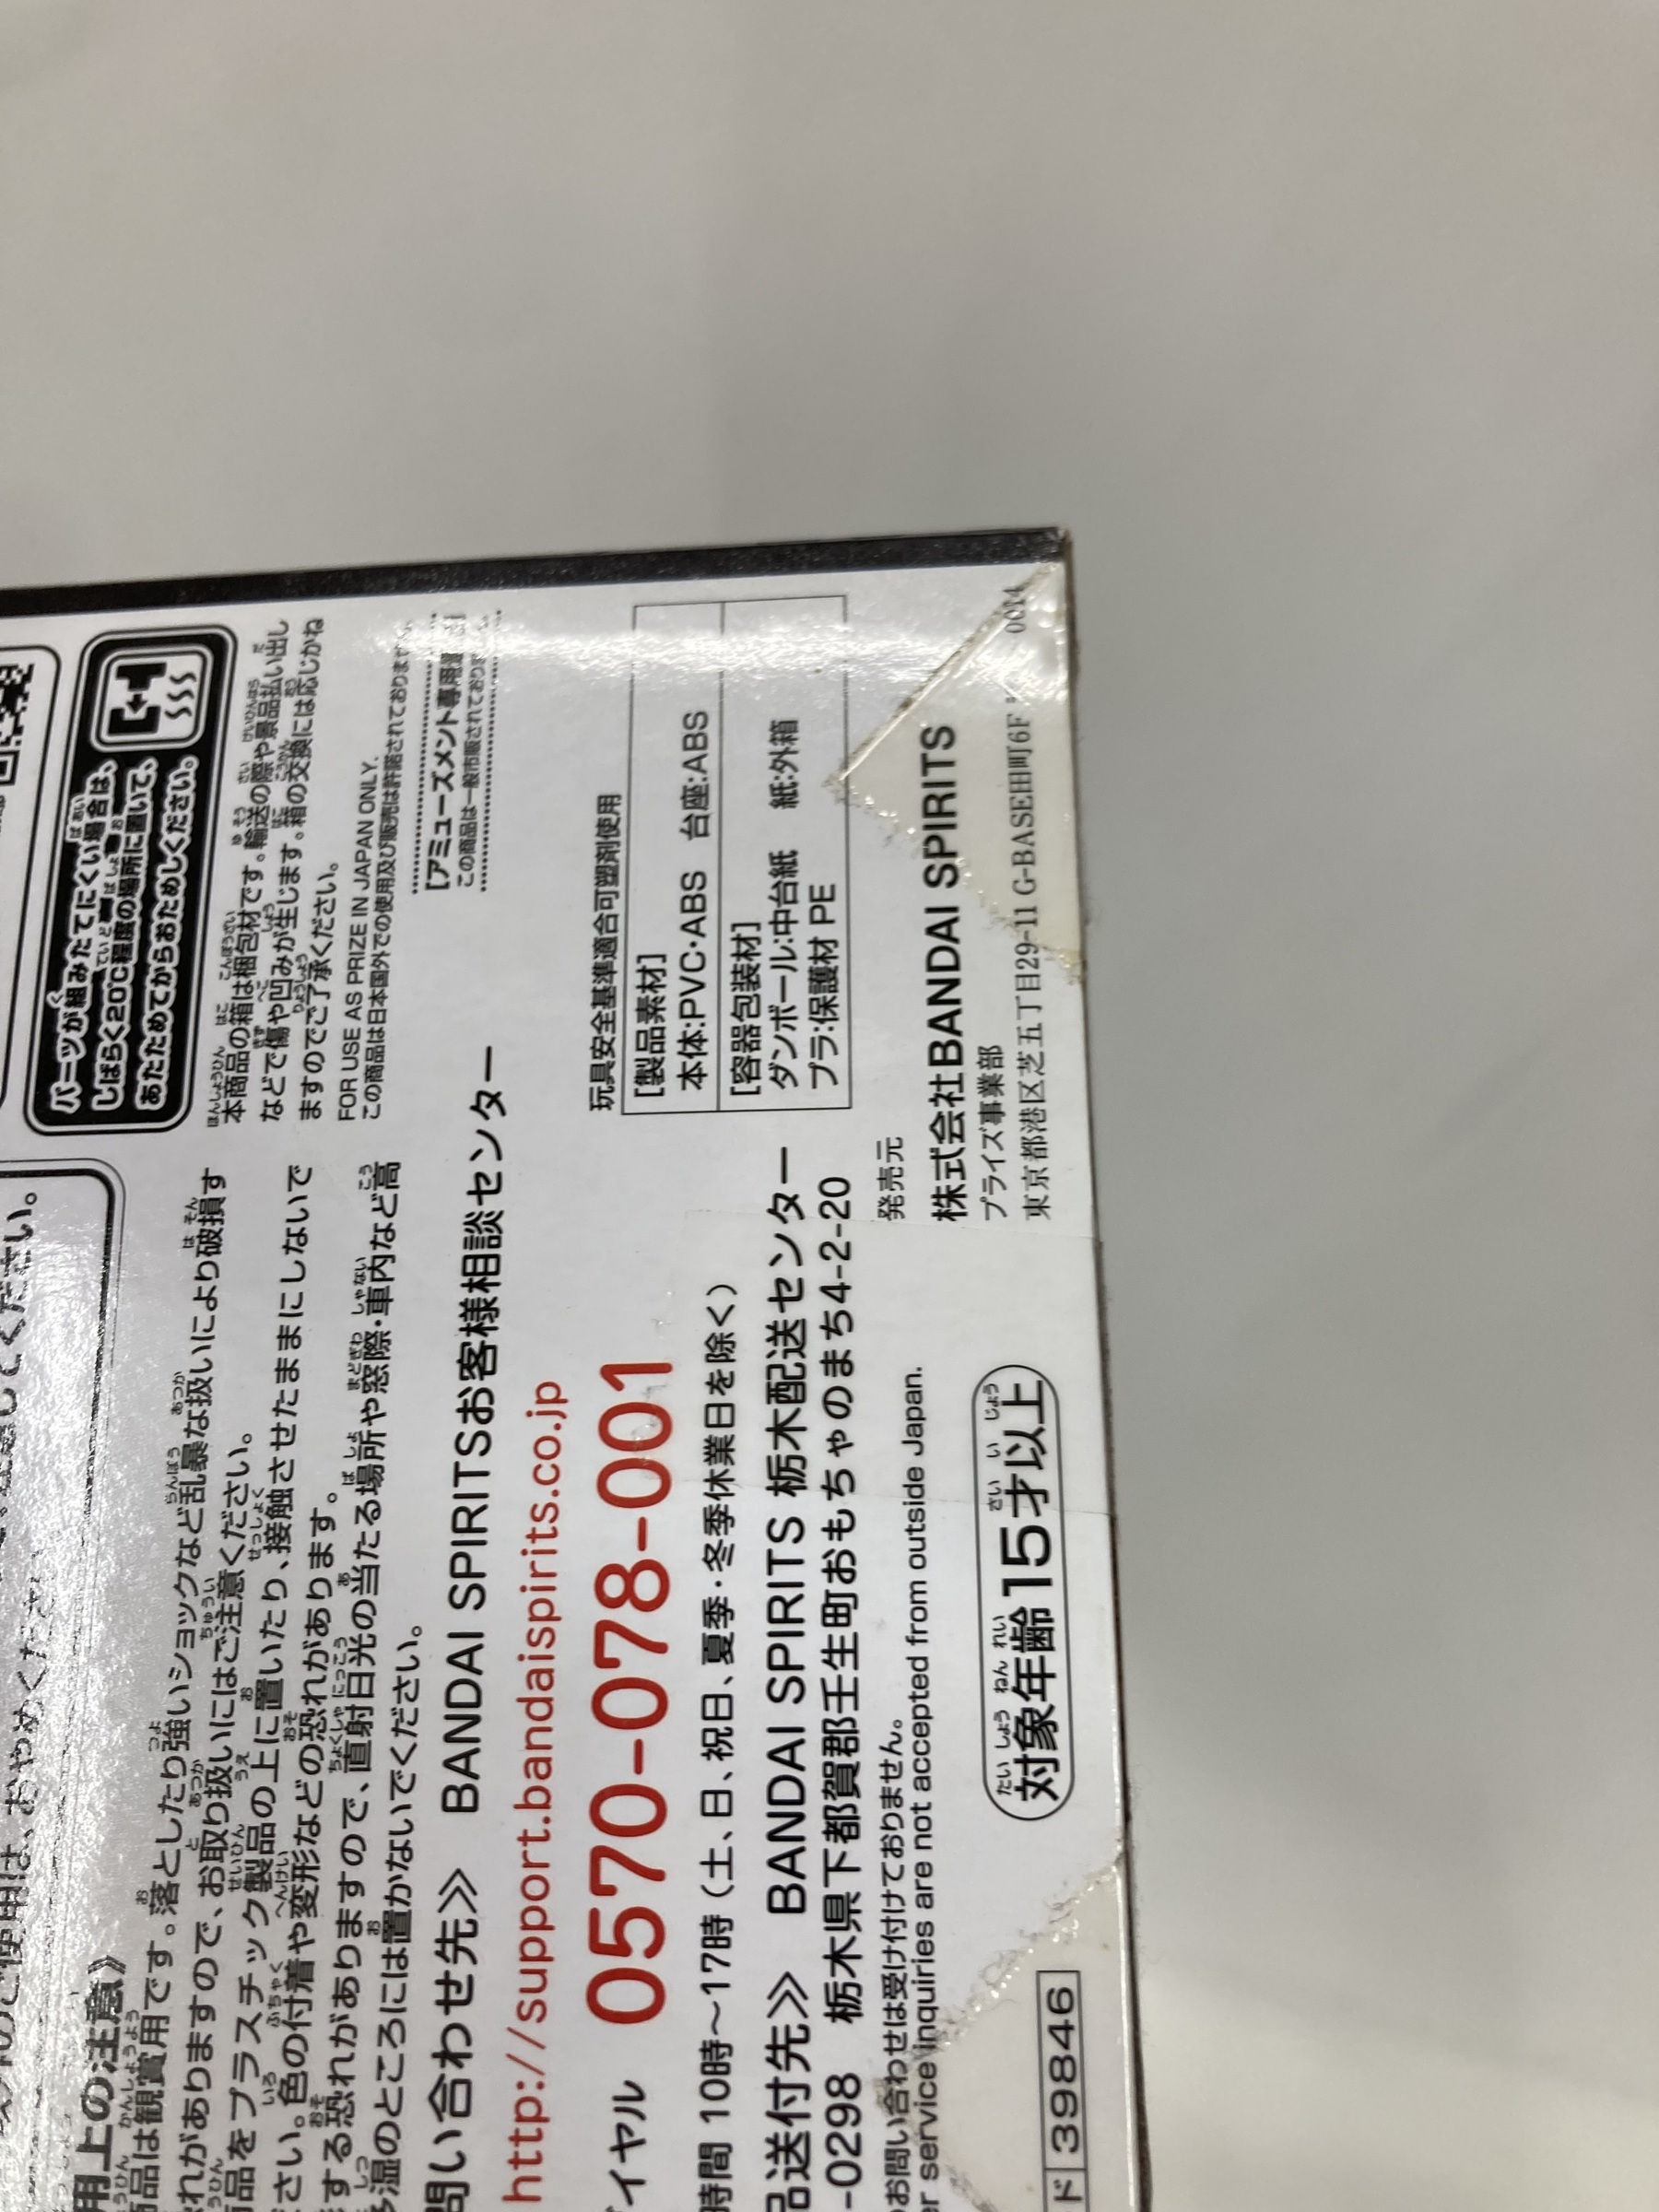 パーツが組みたてにくい場合は、
しばらく20℃程度の場所に置いて、
あたためてからおためしください。
本商品の箱は梱包材です。輸送の際や景品払い出し
などで傷や凹みが生じます。箱の交換には応じかね
ますのでご了承ください。
FOR USE AS PRIZE IN JAPAN ONLY.
この商品は日本国外での使用及び販売は許諾されておりません。
[アミューズメント専用
この商品は一般市販されており
用上の注意》
商品は観賞用です。落としたり強いショックなど乱暴な扱いにより破損す
れがありますので、お取り扱いにはご注意ください。
商品をプラスチック製品の上に置いたり、接触させたままにしないで
ださい。色の付着や変形などの恐れがあります。
する恐れがありますので、直射日光の当たる場所や窓際・車内など高
多湿のところには置かないでください。
問い合わせ先≫ BANDAI SPIRITSお客様相談センター
http://support.bandaispirits.co.jp
イヤル 0570-078-001
時間 10時～17時（土、日、祝日、夏季・冬季休業日を除く）
品送付先≫ BANDAI SPIRITS 栃木配送センター
-0298 栃木県下都賀郡壬生町おもちゃのまち4-2-20
お問い合わせは受け付けておりません。
er service inquiries are not accepted from outside Japan.
玩具安全基準適合可塑剤使用
[製品素材]
本体:PVC・ABS 台座:ABS
[容器包装材]
ダンボール:中台紙 紙:外箱
プラ:保護材 PE
発売元
株式会社BANDAI SPIRITS
プライズ事業部
東京都港区芝五丁目29-11 G-BASE田町6F 〒 0014
対象年齢 15才以上
ド 39846